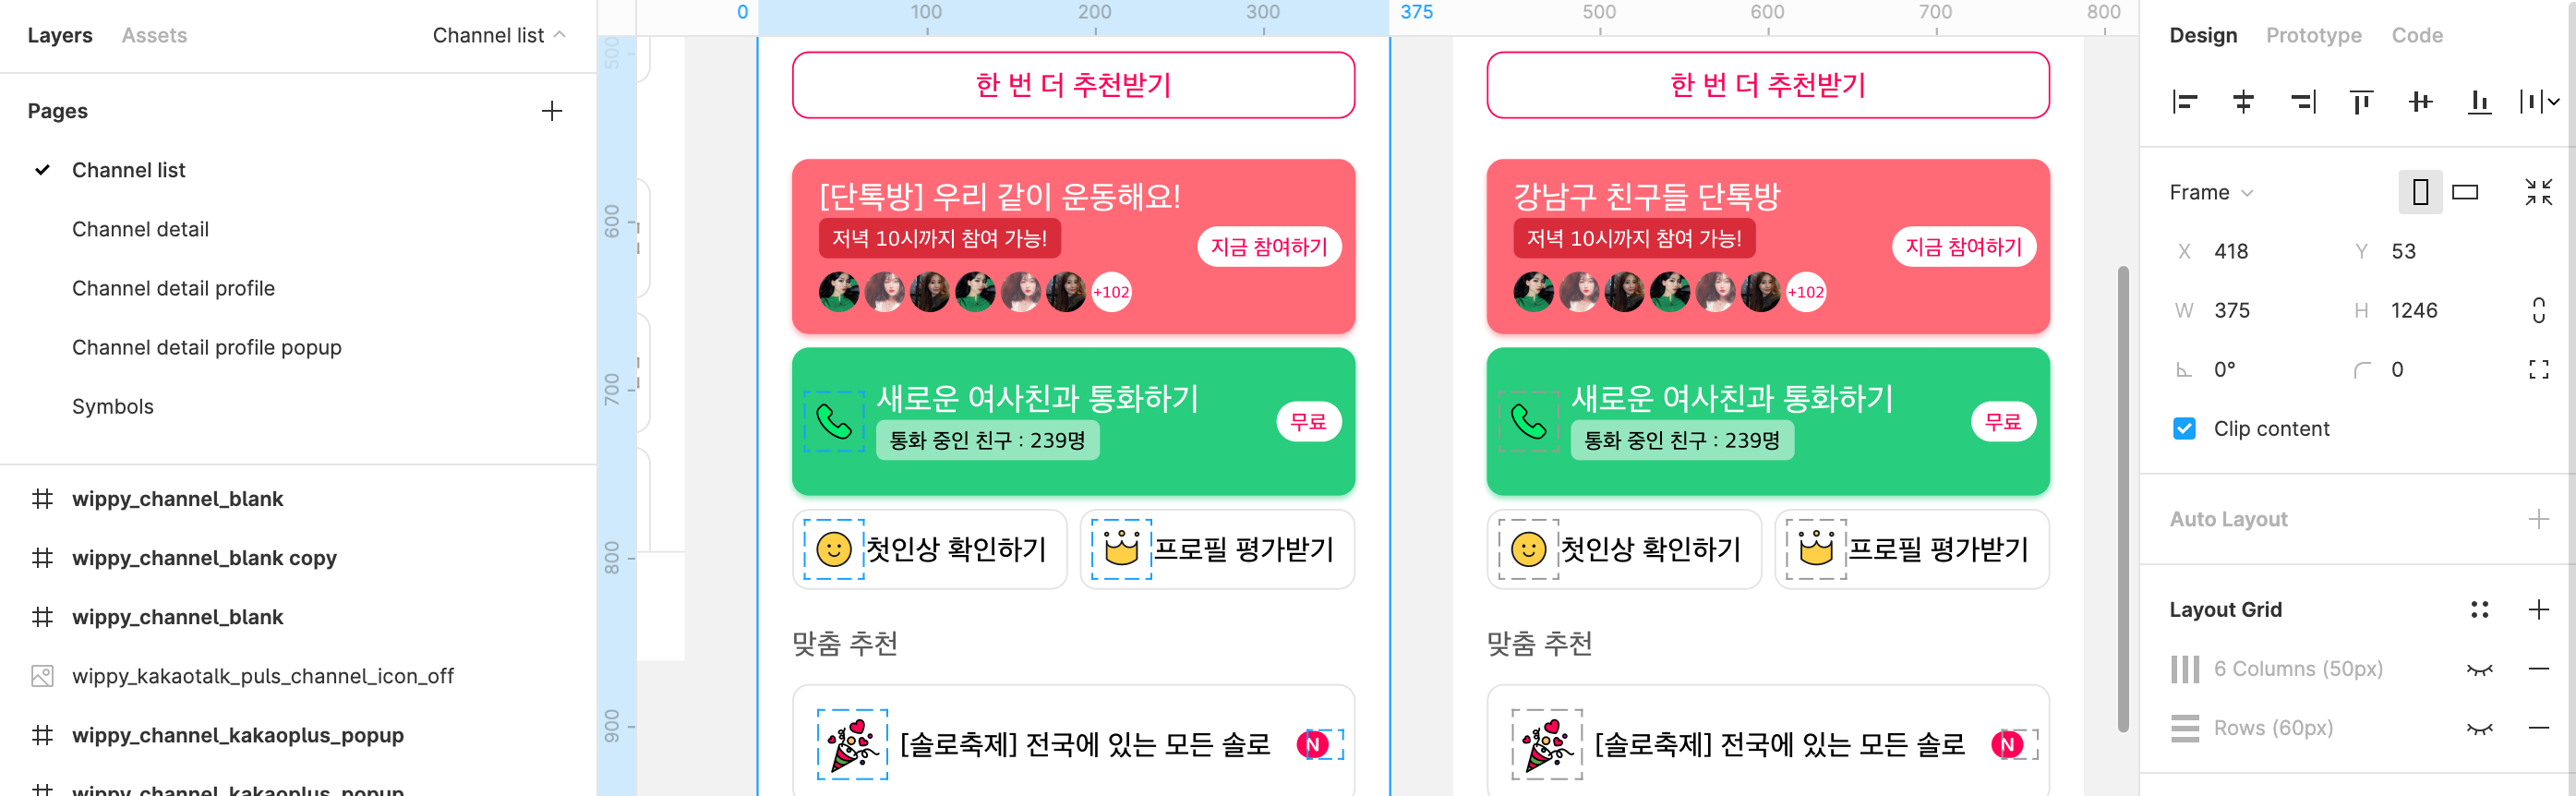 Layers
Assets
Channel list
Pages
Channel list
Channel detail
Channel detail profile
Channel detail profile popup
Symbols
wippy_channel_blank
wippy_channel_blank copy
wippy_channel_blank
wippy_kakaotalk_puls_channel_icon_off
wippy_channel_kakaoplus_popup
wippy_channel_kakaoplus_popup
0
100
200
300
375
500
600
700
800
500
600
700
800
900
한 번 더 추천받기
[단톡방] 우리 같이 운동해요!
저녁 10시까지 참여 가능!
지금 참여하기
+102
새로운 여사친과 통화하기
통화 중인 친구 : 239명
무료
첫인상 확인하기
프로필 평가받기
맞춤 추천
[솔로축제] 전국에 있는 모든 솔로
N
한 번 더 추천받기
강남구 친구들 단톡방
저녁 10시까지 참여 가능!
지금 참여하기
+102
새로운 여사친과 통화하기
통화 중인 친구 : 239명
무료
첫인상 확인하기
프로필 평가받기
맞춤 추천
[솔로축제] 전국에 있는 모든 솔로
N
Design
Prototype
Code
Frame
X 418
Y 53
W 375
H 1246
0°
0
Clip content
Auto Layout
Layout Grid
6 Columns (50px)
Rows (60px)